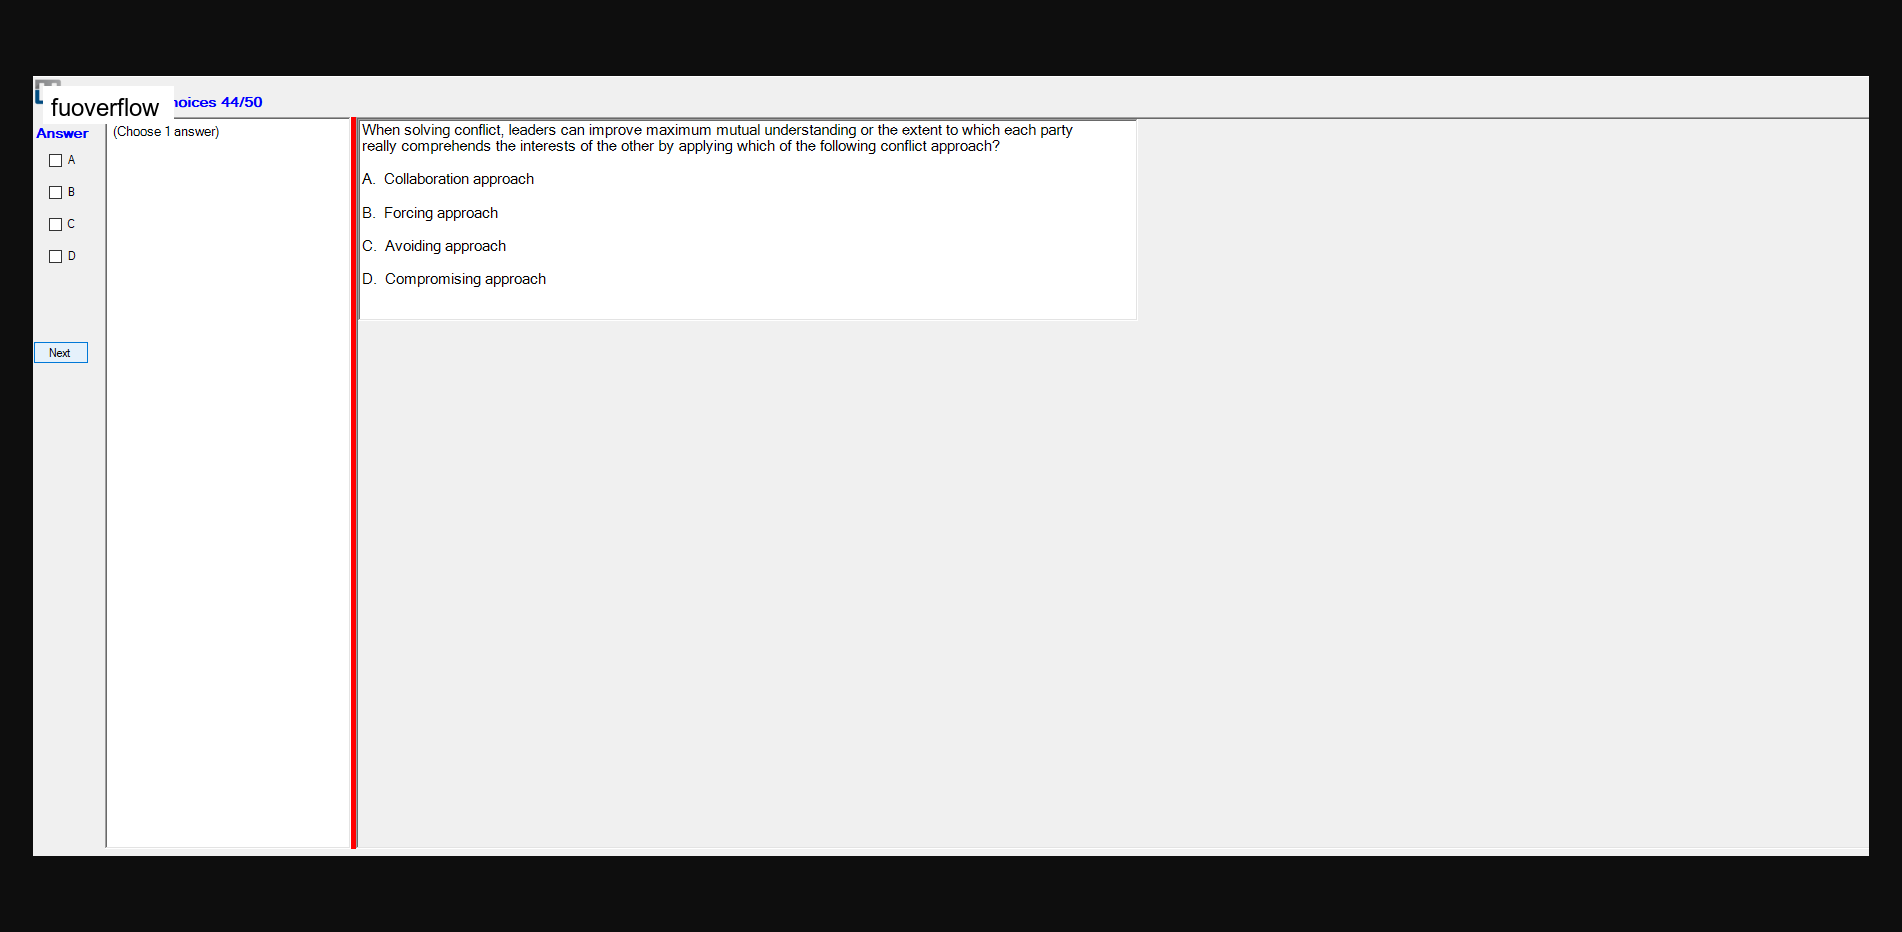 fuoverflow
hoices 44/50
Answer
(Choose 1 answer)
A
B
C
D
Next
When solving conflict, leaders can improve maximum mutual understanding or the extent to which each party
really comprehends the interests of the other by applying which of the following conflict approach?
A. Collaboration approach
B. Forcing approach
C. Avoiding approach
D. Compromising approach